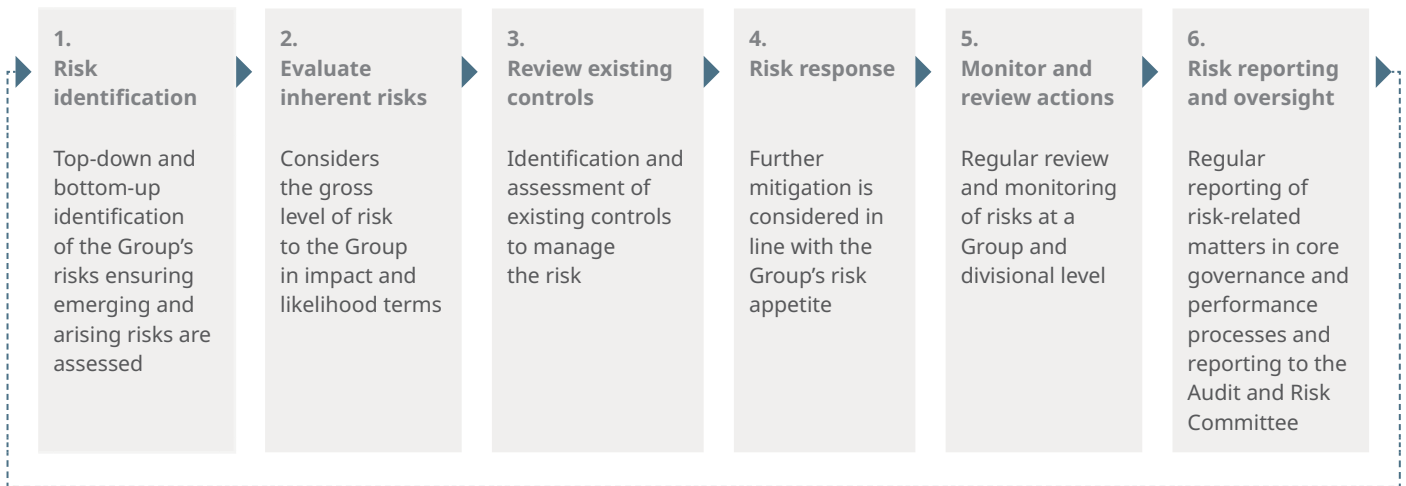 1.
Risk
identification
Top-down and
bottom-up
identification
of the Group’s
risks ensuring
emerging and
arising risks are
assessed
2.
Evaluate
inherent risks
Considers
the gross
level of risk
to the Group
in impact and
likelihood terms
3.
Review existing
controls
Identification and
assessment of
existing controls
to manage
the risk
4.
Risk response
Further
mitigation is
considered in
line with the
Group’s risk
appetite
5.
Monitor and
review actions
Regular review
and monitoring
of risks at a
Group and
divisional level
6.
Risk reporting
and oversight
Regular
reporting of
risk-related
matters in core
governance and
performance
processes and
reporting to the
Audit and Risk
Committee